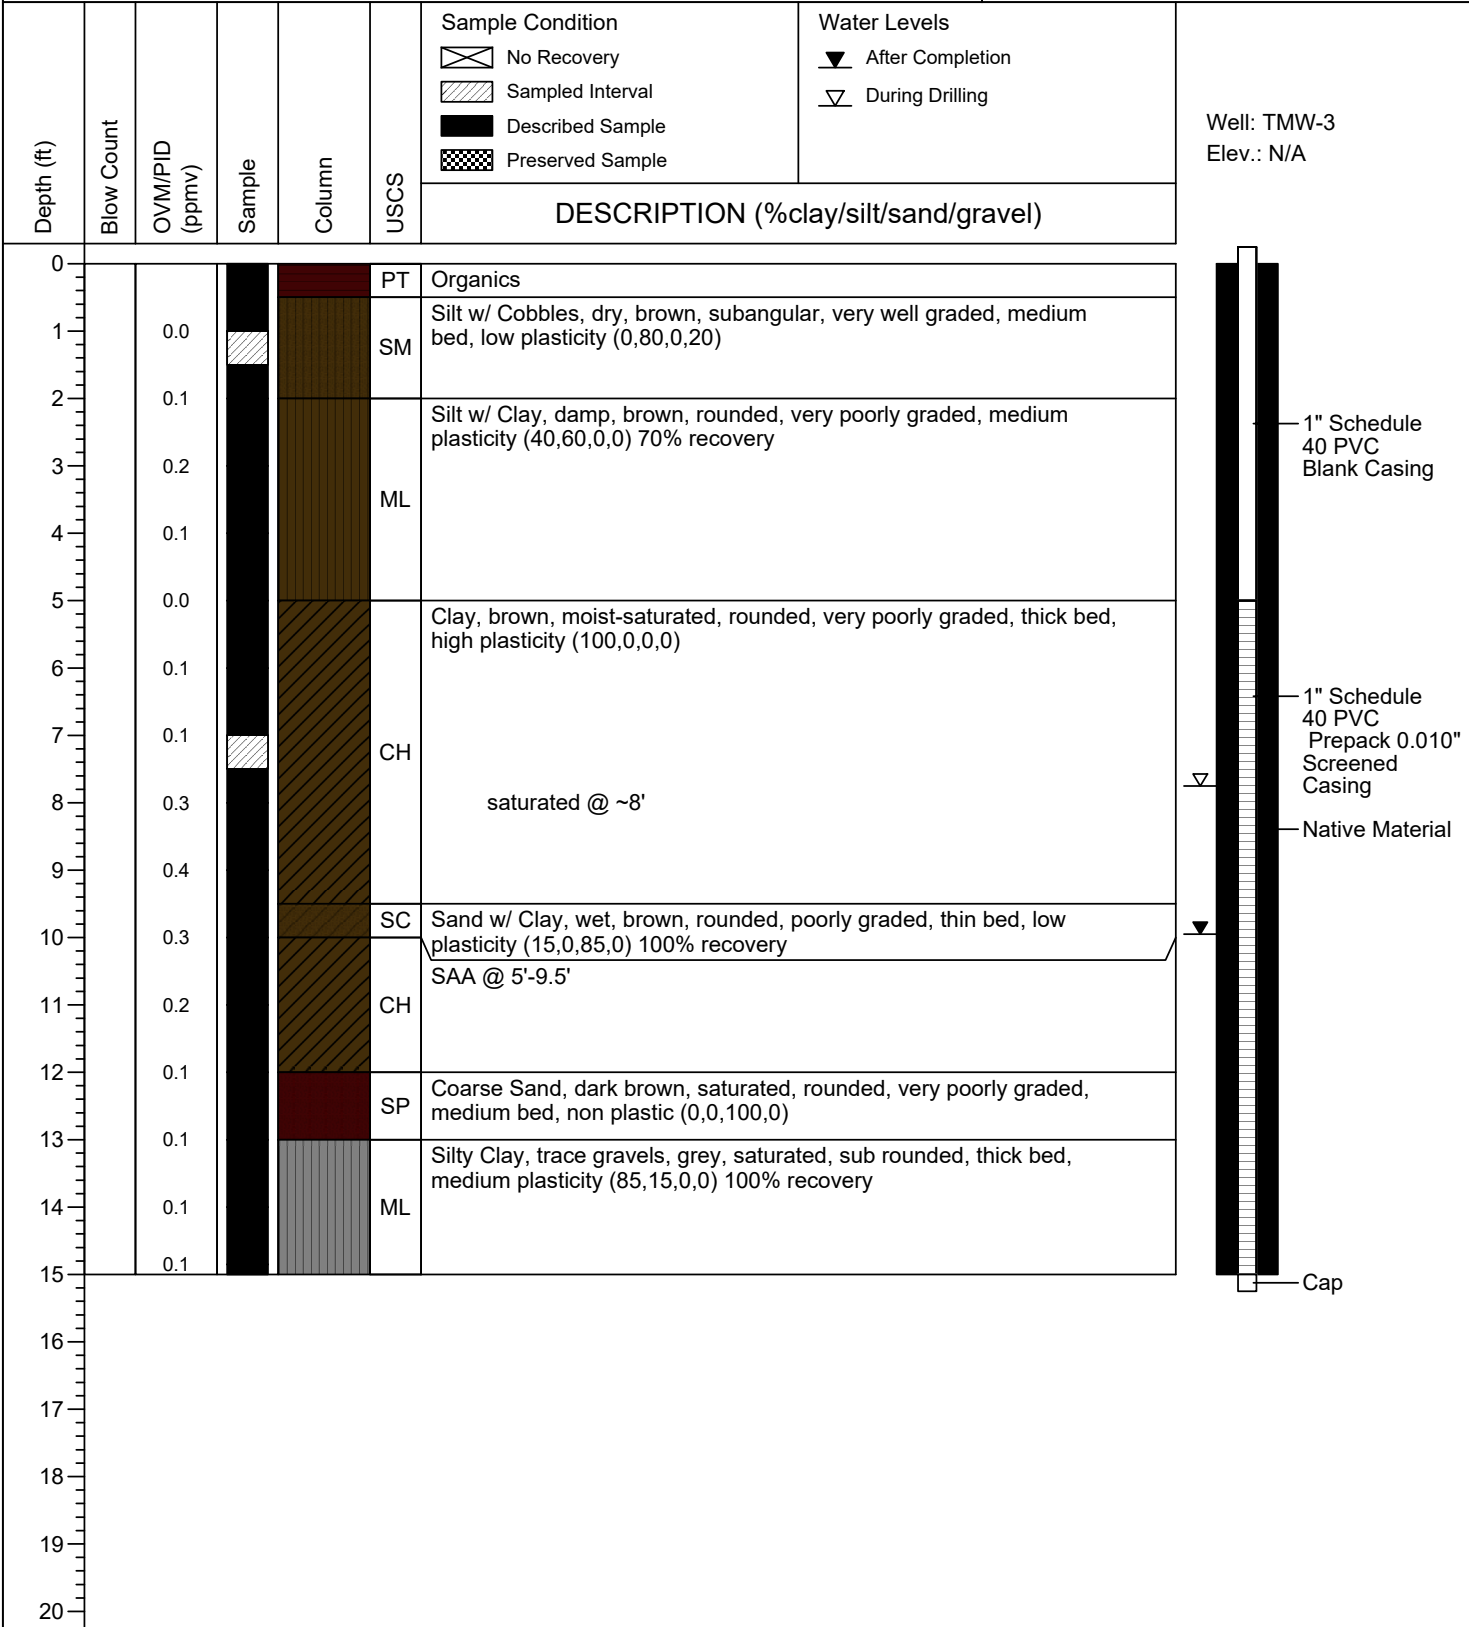 Sample Condition
No Recovery
Sampled Interval
Described Sample
Preserved Sample
Water Levels
After Completion
During Drilling
Well: TMW-3
Elev.: N/A
Depth (ft)
Blow Count
OVM/PID
(ppmv)
Sample
Column
USCS
DESCRIPTION (%clay/silt/sand/gravel)
0
1
2
3
4
5
6
7
8
9
10
11
12
13
14
15
16
17
18
19
20
0.0
0.1
0.2
0.1
0.0
0.1
0.1
0.3
0.4
0.3
0.2
0.1
0.1
0.1
0.1
PT
Organics
SM
Silt w/ Cobbles, dry, brown, subangular, very well graded, medium
bed, low plasticity (0,80,0,20)
ML
Silt w/ Clay, damp, brown, rounded, very poorly graded, medium
plasticity (40,60,0,0) 70% recovery
CH
Clay, brown, moist-saturated, rounded, very poorly graded, thick bed,
high plasticity (100,0,0,0)
saturated @ ~8'
SC
Sand w/ Clay, wet, brown, rounded, poorly graded, thin bed, low
plasticity (15,0,85,0) 100% recovery
CH
SAA @ 5'-9.5'
SP
Coarse Sand, dark brown, saturated, rounded, very poorly graded,
medium bed, non plastic (0,0,100,0)
ML
Silty Clay, trace gravels, grey, saturated, sub rounded, thick bed,
medium plasticity (85,15,0,0) 100% recovery
1" Schedule
40 PVC
Blank Casing
1" Schedule
40 PVC
Prepack 0.010"
Screened
Casing
Native Material
Cap